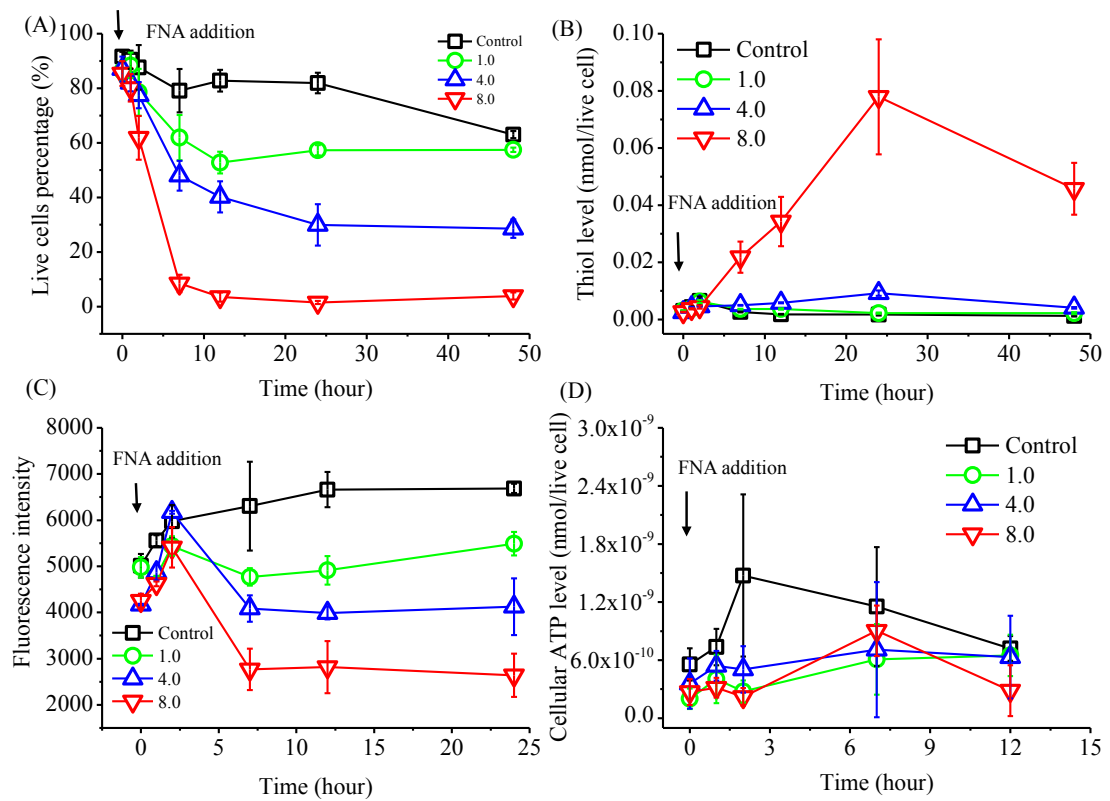 (A)
FNA addition
Control
1.0
4.0
8.0
100
80
60
40
20
0
Live cells percentage (%)
0 10 20 30 40 50
Time (hour)
(B)
0.10
0.08
0.06
0.04
0.02
0.00
Thiol level (nmol/live cell)
Control
1.0
4.0
8.0
FNA addition
0 10 20 30 40 50
Time (hour)
(C)
8000
7000
6000
5000
4000
3000
2000
Fluorescence intensity
FNA addition
Control
1.0
4.0
8.0
0 5 10 15 20 25
Time (hour)
(D)
3.0x10⁻⁹
2.4x10⁻⁹
1.8x10⁻⁹
1.2x10⁻⁹
6.0x10⁻¹⁰
0.0
Cellular ATP level (nmol/live cell)
FNA addition
Control
1.0
4.0
8.0
0 3 6 9 12 15
Time (hour)